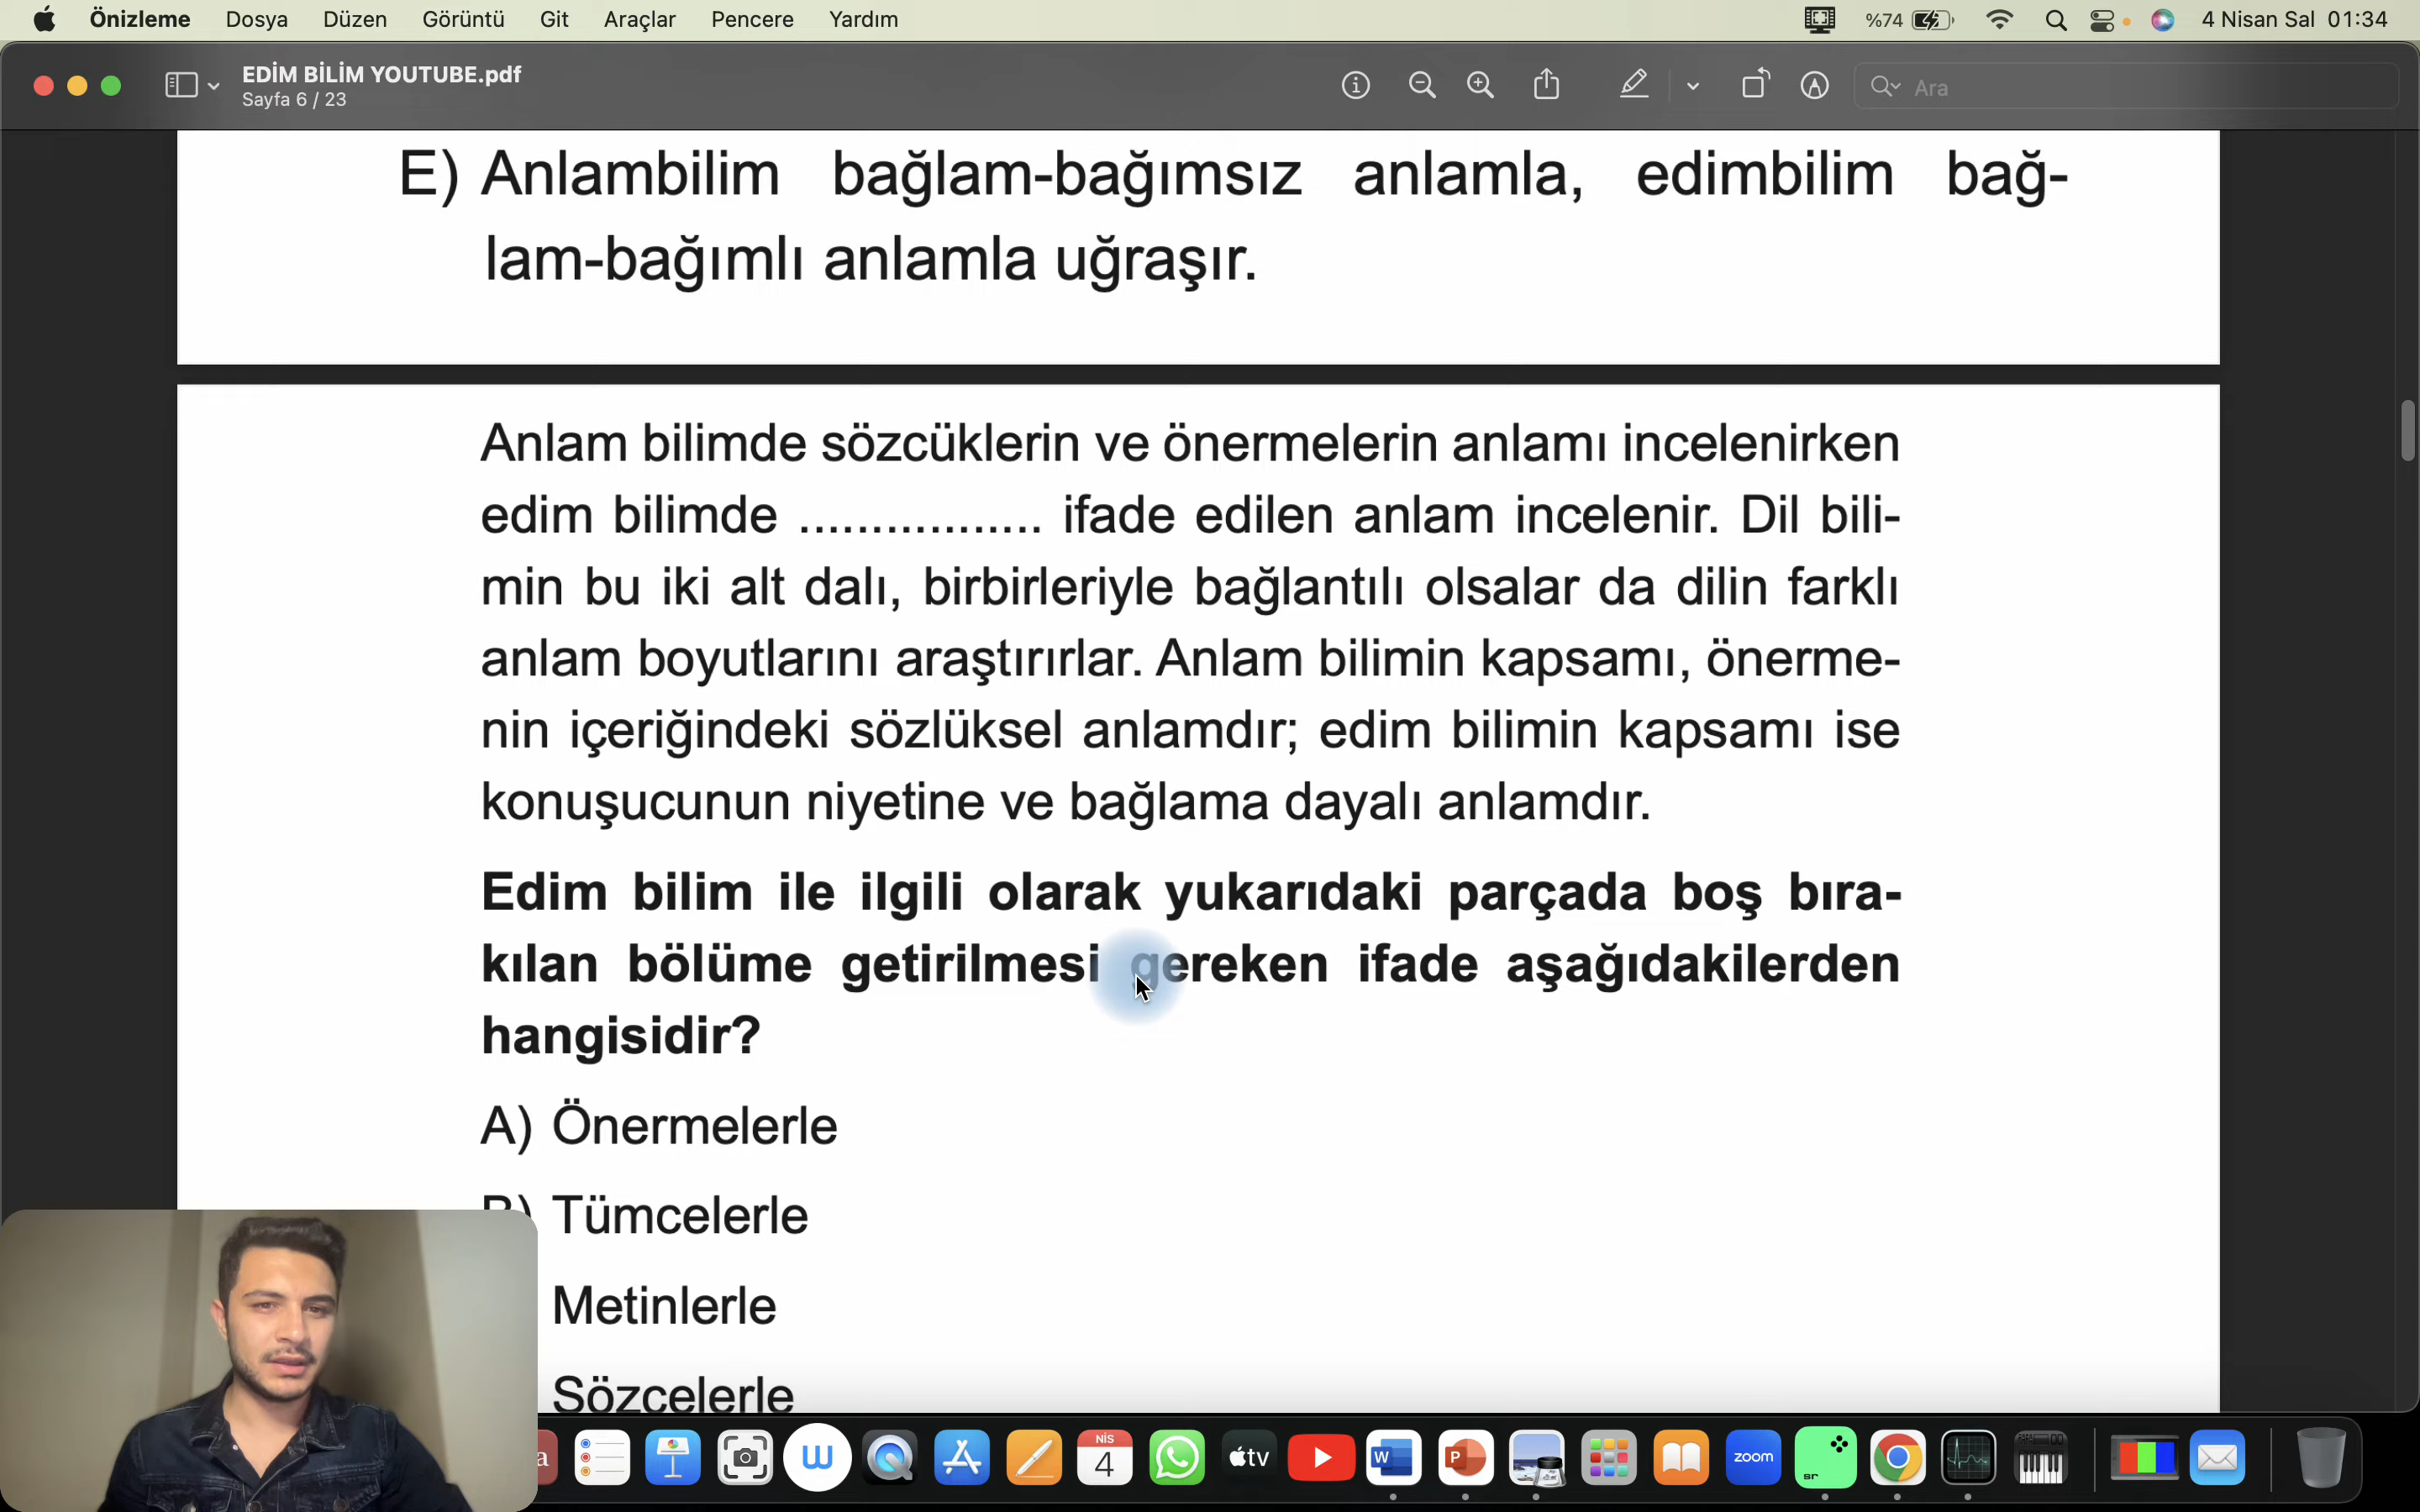 Önizleme Dosya Düzen Görüntü Git Araçlar Pencere Yardım %74 4 Nisan Sal 01:34
EDİM BİLİM YOUTUBE.pdf
Sayfa 6 / 23
Ara
E) Anlambilim bağlam-bağımsız anlamla, edimbilim bağ-
lam-bağımlı anlamla uğraşır.
Anlam bilimde sözcüklerin ve önermelerin anlamı incelenirken
edim bilimde ................. ifade edilen anlam incelenir. Dil bili-
min bu iki alt dalı, birbirleriyle bağlantılı olsalar da dilin farklı
anlam boyutlarını araştırırlar. Anlam bilimin kapsamı, önerme-
nin içeriğindeki sözlüksel anlamdır; edim bilimin kapsamı ise
konuşucunun niyetine ve bağlama dayalı anlamdır.
Edim bilim ile ilgili olarak yukarıdaki parçada boş bıra-
kılan bölüme getirilmesi gereken ifade aşağıdakilerden
hangisidir?
A) Önermelerle
B) Tümcelerle
Metinlerle
Sözcelerle
a NİS 4 tv W P zoom sr